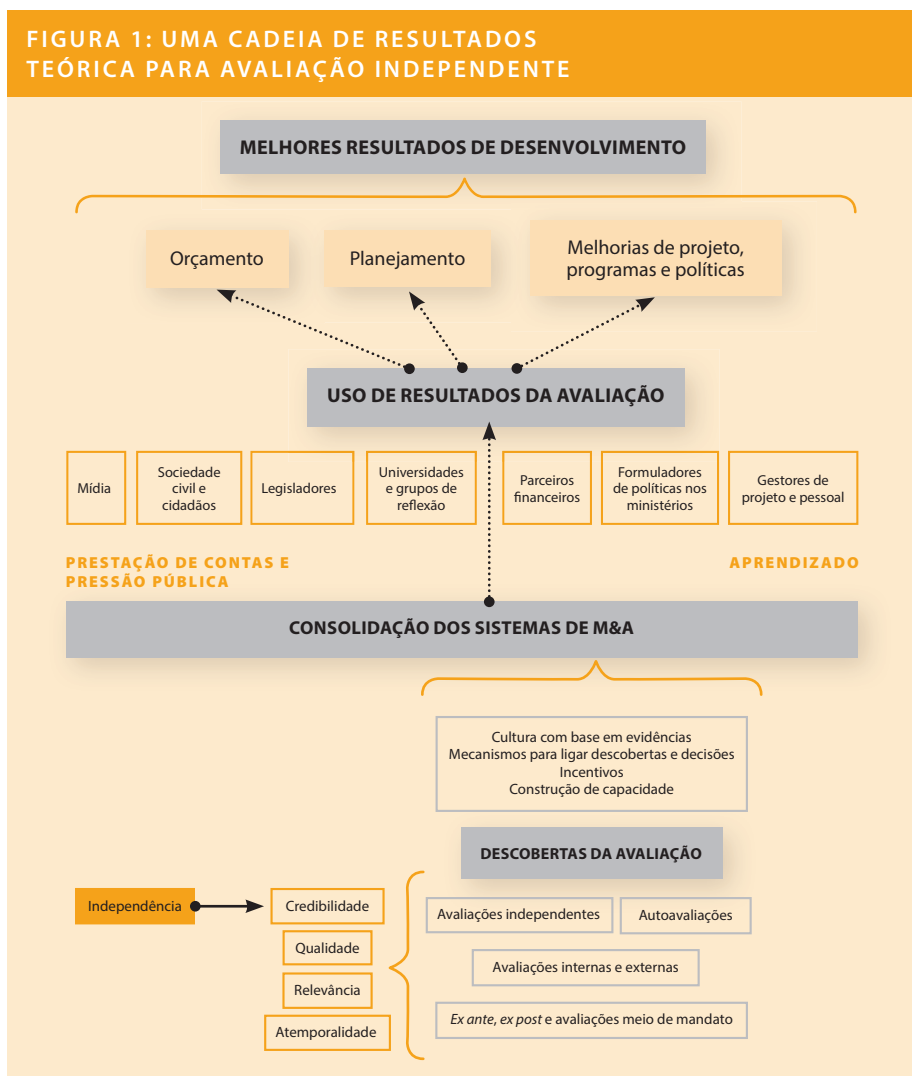 FIGURA 1: UMA CADEIA DE RESULTADOS
TEÓRICA PARA AVALIAÇÃO INDEPENDENTE
MELHORES RESULTADOS DE DESENVOLVIMENTO
Orçamento
Planejamento
Melhorias de projeto,
programas e políticas
USO DE RESULTADOS DA AVALIAÇÃO
Mídia
Sociedade
civil e
cidadãos
Legisladores
Universidades
e grupos de
reflexão
Parceiros
financeiros
Formuladores
de políticas nos
ministérios
Gestores de
projeto e pessoal
PRESTAÇÃO DE CONTAS E
PRESSÃO PÚBLICA
APRENDIZADO
CONSOLIDAÇÃO DOS SISTEMAS DE M&A
Cultura com base em evidências
Mecanismos para ligar descobertas e decisões
Incentivos
Construção de capacidade
DESCOBERTAS DA AVALIAÇÃO
Independência
Credibilidade
Qualidade
Relevância
Atemporalidade
Avaliações independentes
Autoavaliações
Avaliações internas e externas
Ex ante, ex post e avaliações meio de mandato